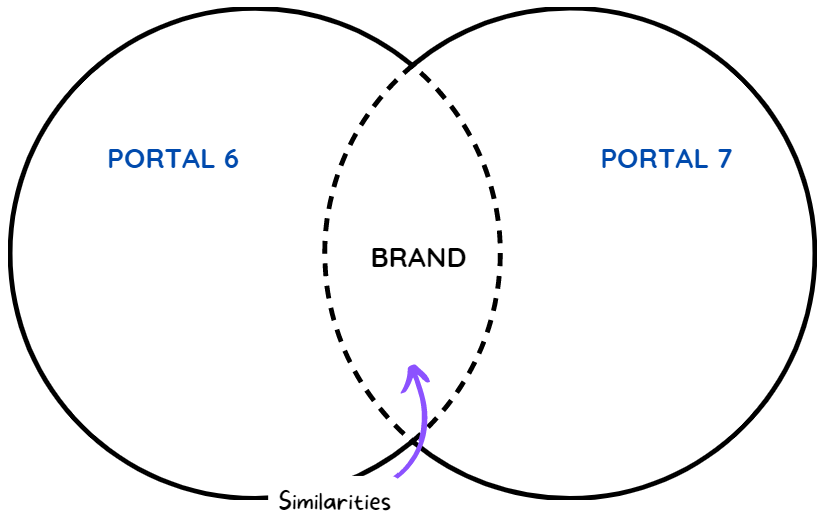 PORTAL 6
PORTAL 7
BRAND
Similarities